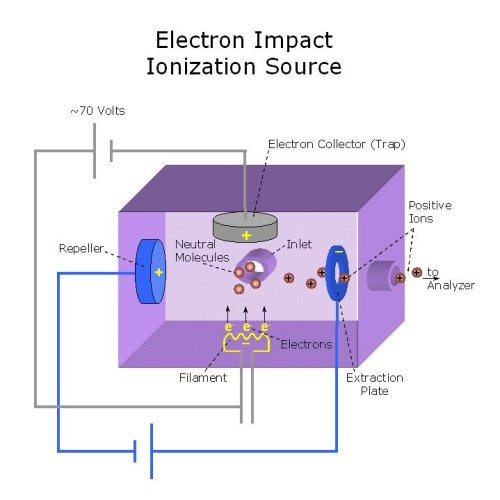 Electron Impact
Ionization Source
~70 Volts
Electron Collector (Trap)
Positive
Ions
Repeller
Neutral
Molecules
Inlet
+
+
−
+
+
+
+
+
+
to
Analyzer
e⁻ e⁻ e⁻
−
Electrons
Filament
Extraction
Plate